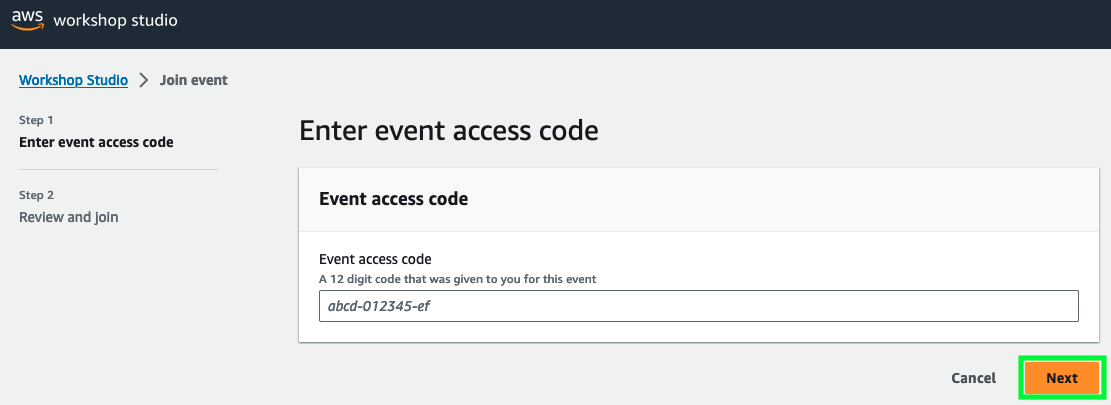 aws workshop studio
Workshop Studio > Join event
Step 1
Enter event access code
Step 2
Review and join
Enter event access code
Event access code
Event access code
A 12 digit code that was given to you for this event
abcd-012345-ef
Cancel Next